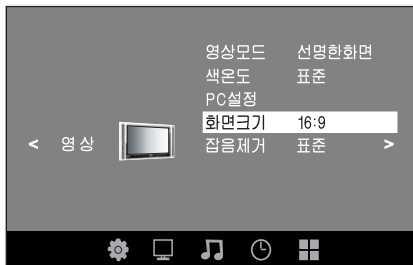 영상모드 선명한화면
색온도 표준
PC설정
화면크기 16:9
< 영상 잡음제거 표준 >